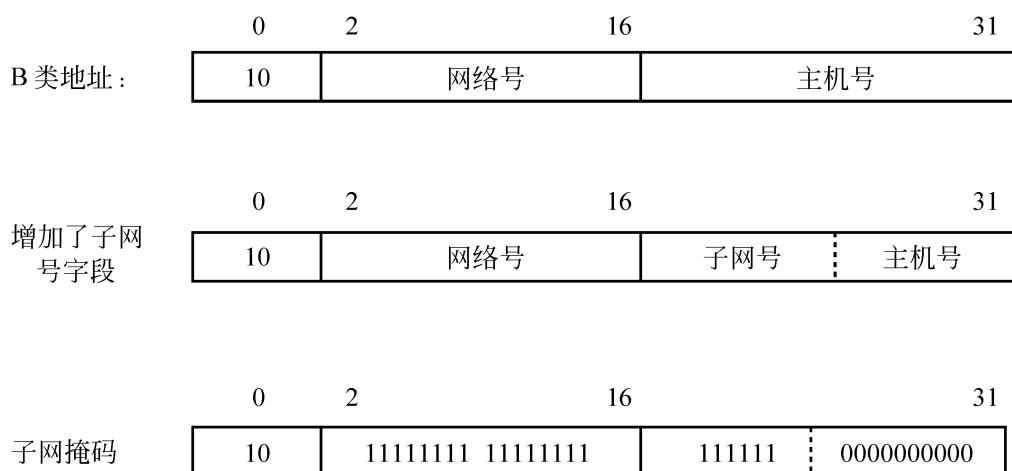 0 2 16 31
B 类地址: 10 网络号 主机号
0 2 16 31
增加了子网
号字段 10 网络号 子网号 主机号
0 2 16 31
子网掩码 10 11111111 11111111 111111 0000000000